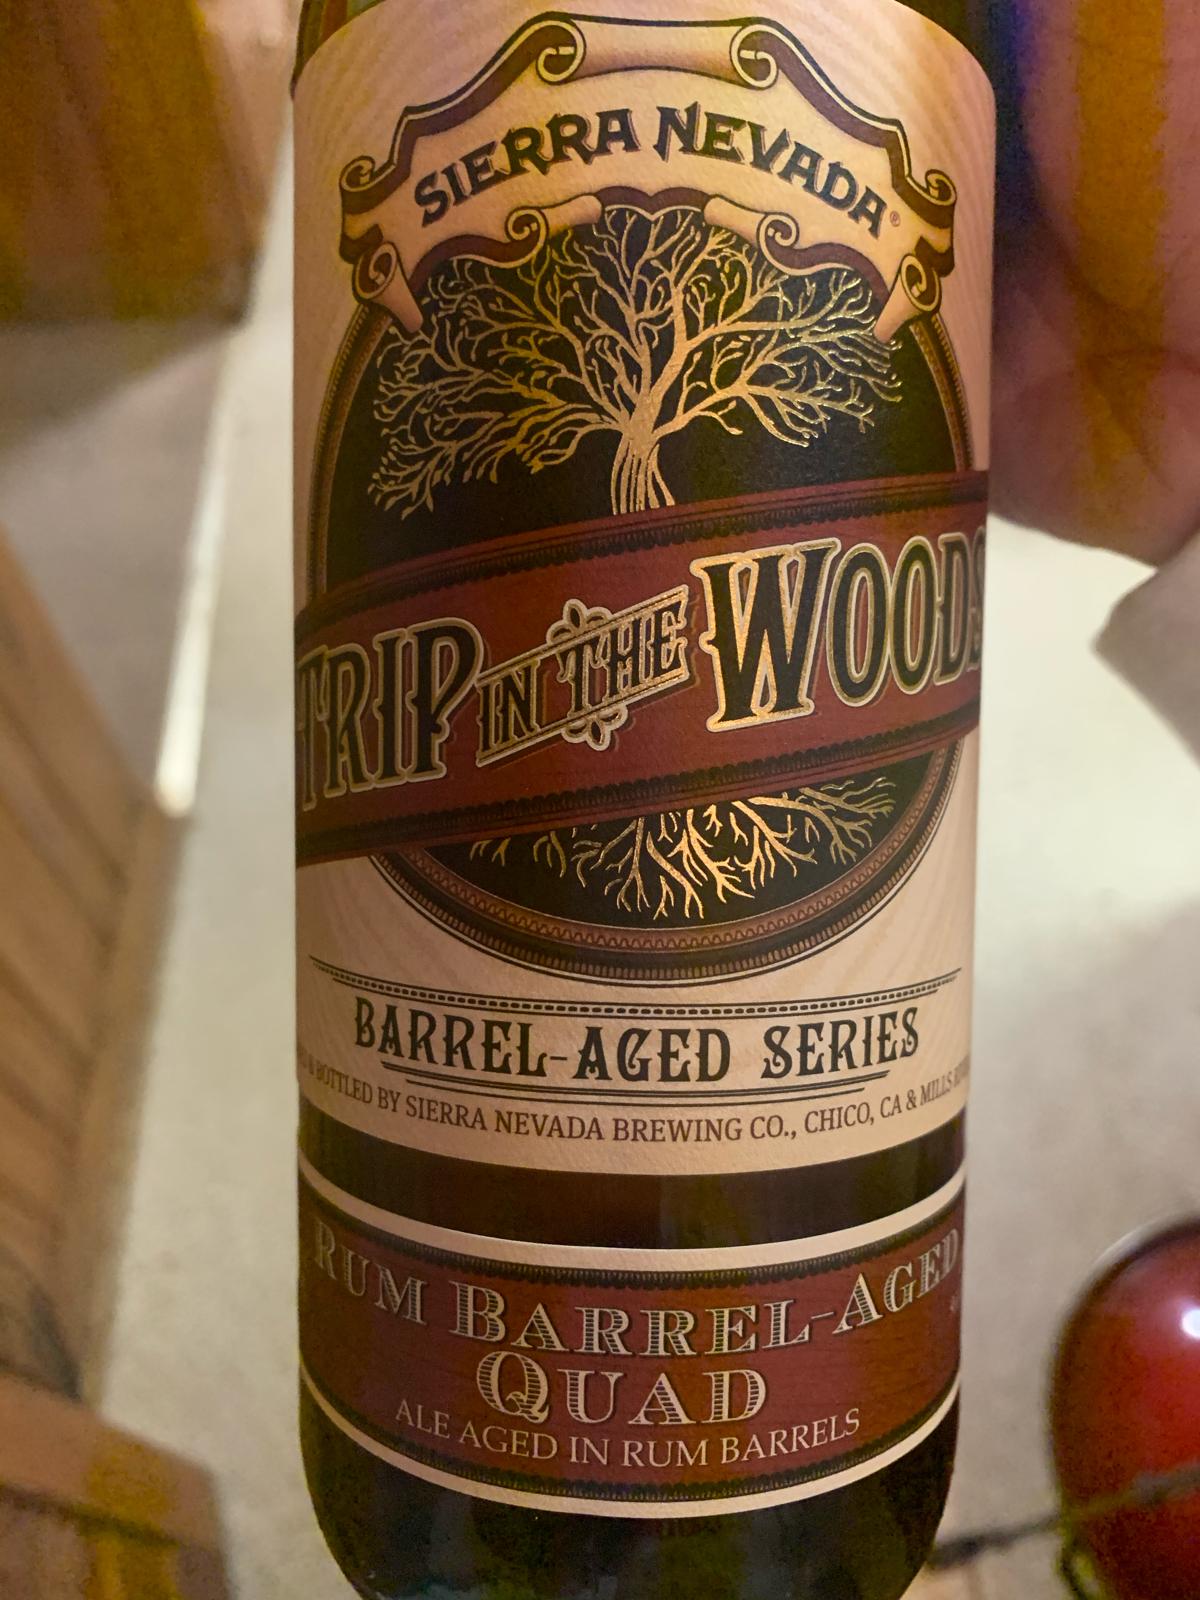 SIERRA NEVADA®
TRIP IN THE WOODS
BARREL-AGED SERIES
& BOTTLED BY SIERRA NEVADA BREWING CO., CHICO, CA & MILLS
RUM BARREL-AGED
QUAD
ALE AGED IN RUM BARRELS